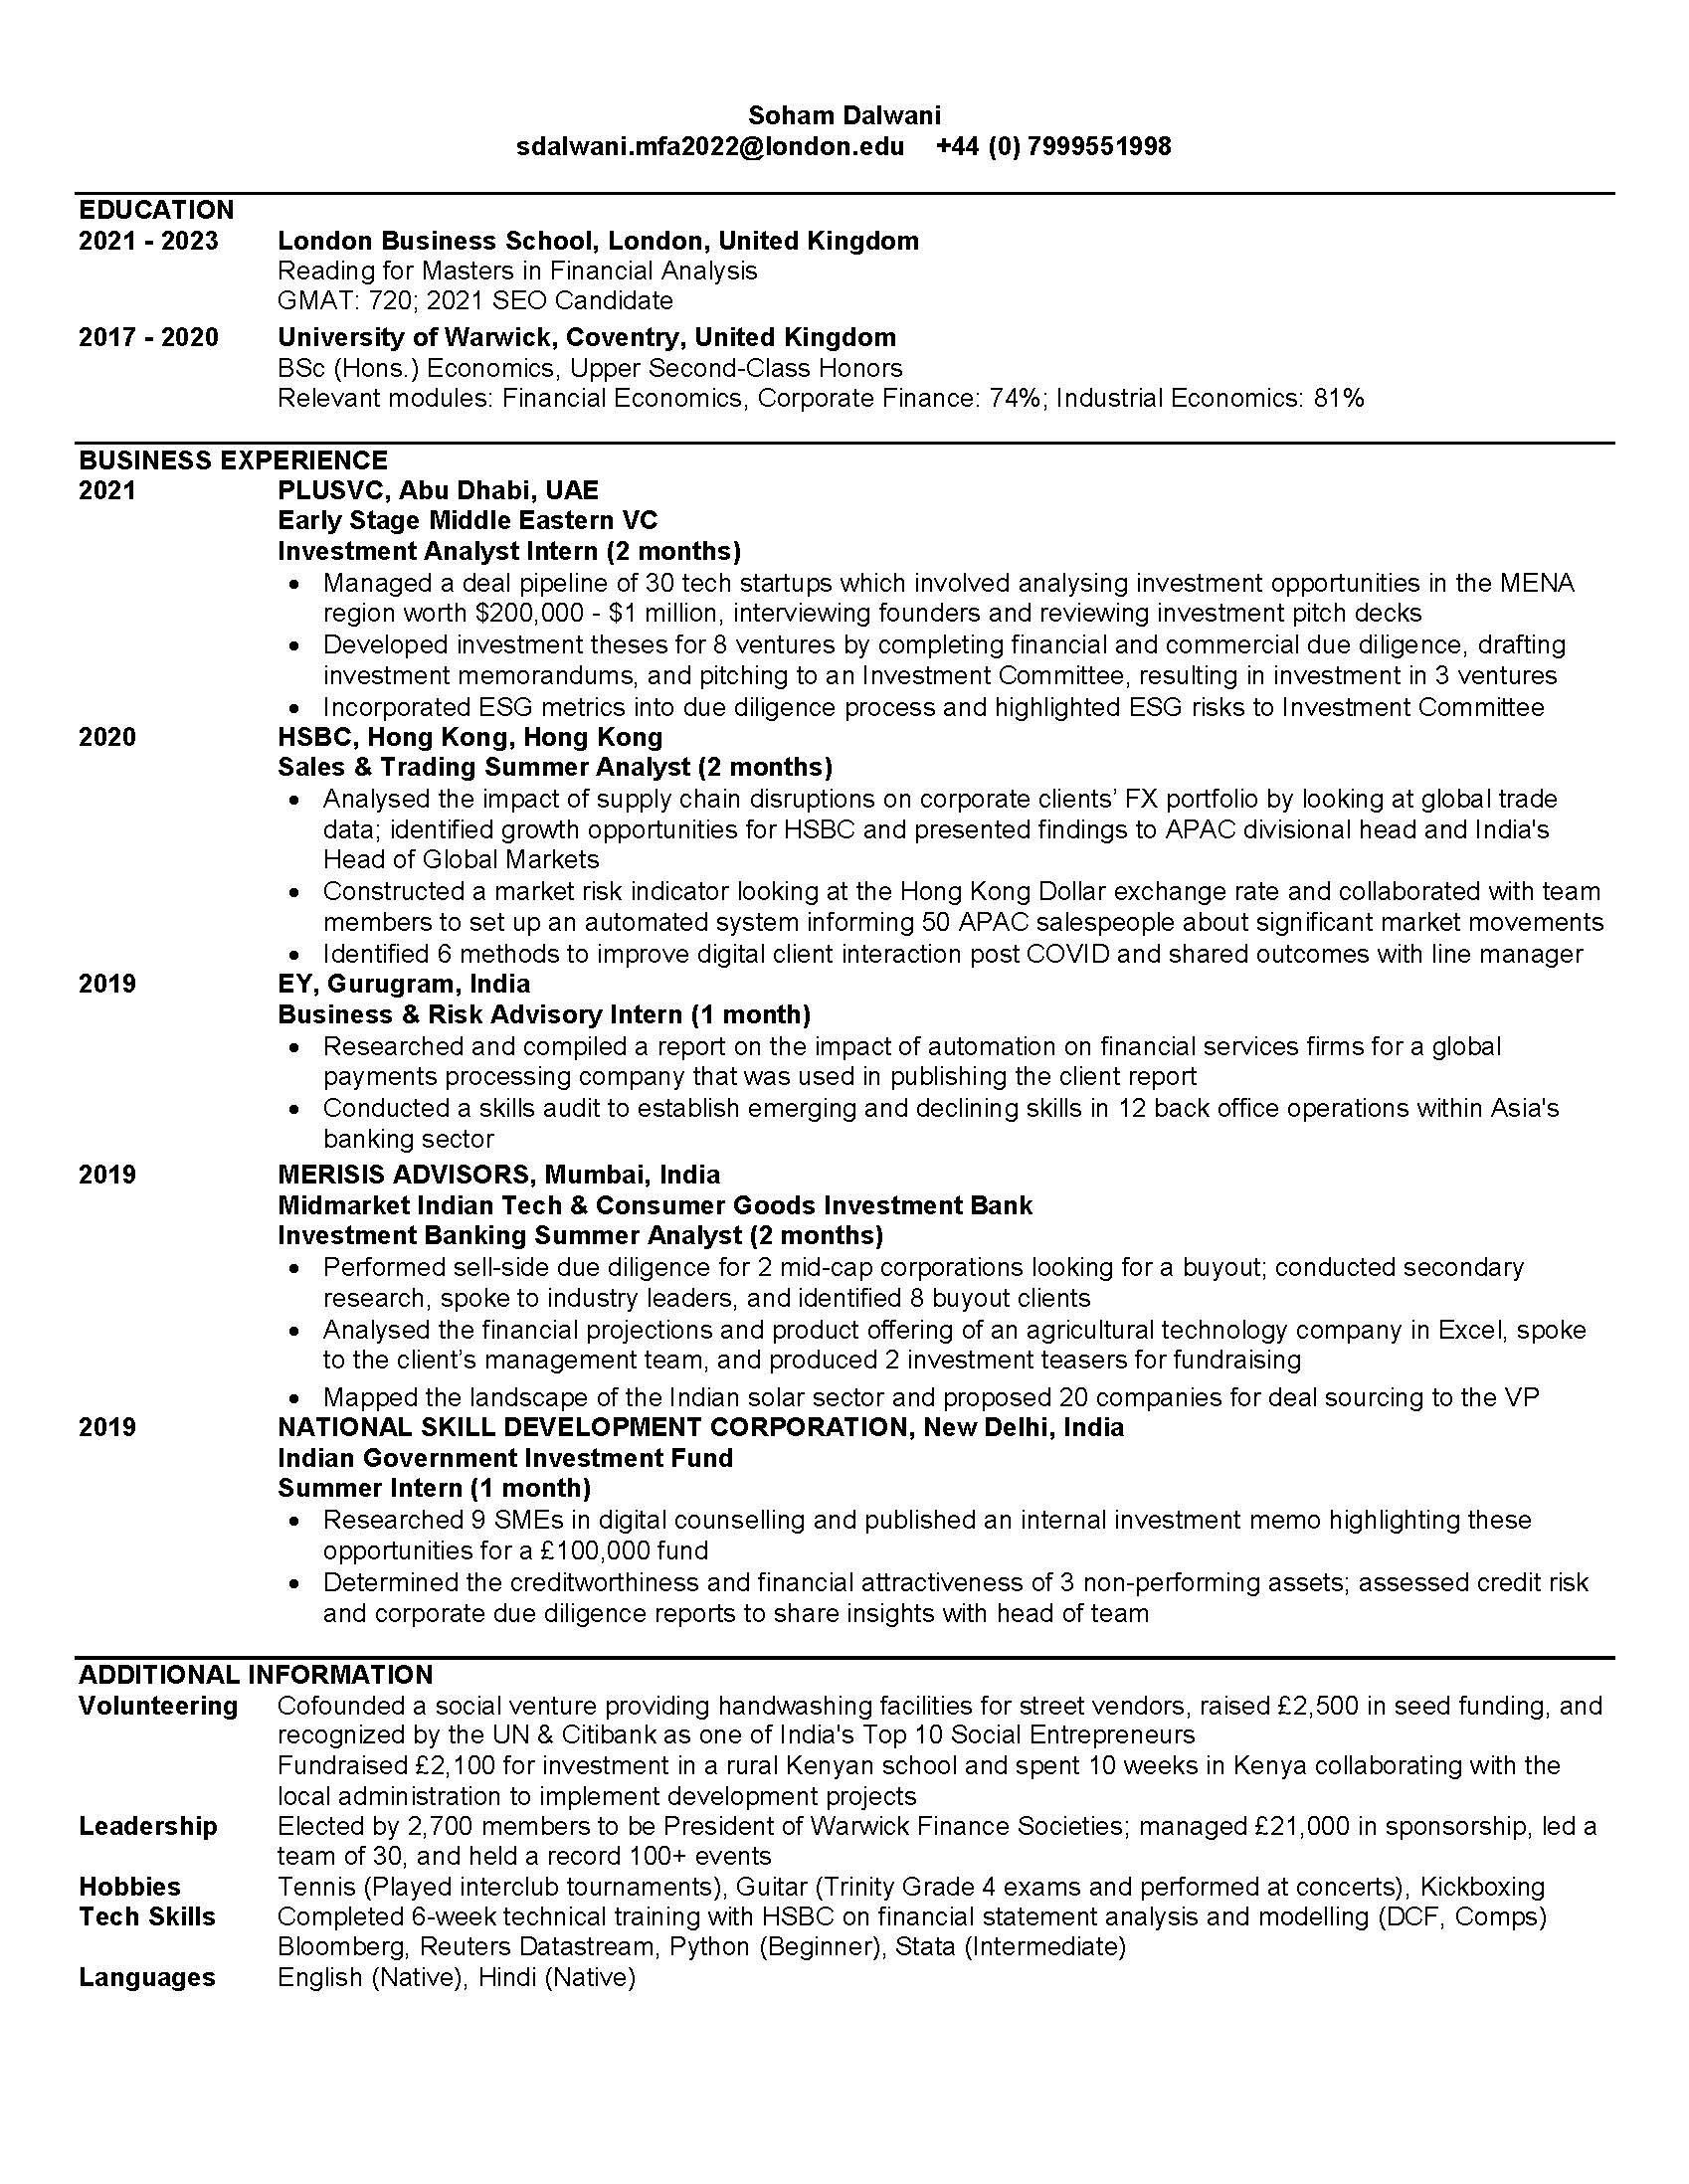 Soham Dalwani
sdalwani.mfa2022@london.edu +44 (0) 7999551998
EDUCATION
2021 - 2023 London Business School, London, United Kingdom
Reading for Masters in Financial Analysis
GMAT: 720; 2021 SEO Candidate
2017 - 2020 University of Warwick, Coventry, United Kingdom
BSc (Hons.) Economics, Upper Second-Class Honors
Relevant modules: Financial Economics, Corporate Finance: 74%; Industrial Economics: 81%
BUSINESS EXPERIENCE
2021 PLUSVC, Abu Dhabi, UAE
Early Stage Middle Eastern VC
Investment Analyst Intern (2 months)
• Managed a deal pipeline of 30 tech startups which involved analysing investment opportunities in the MENA
region worth $200,000 - $1 million, interviewing founders and reviewing investment pitch decks
• Developed investment theses for 8 ventures by completing financial and commercial due diligence, drafting
investment memorandums, and pitching to an Investment Committee, resulting in investment in 3 ventures
• Incorporated ESG metrics into due diligence process and highlighted ESG risks to Investment Committee
2020 HSBC, Hong Kong, Hong Kong
Sales & Trading Summer Analyst (2 months)
• Analysed the impact of supply chain disruptions on corporate clients’ FX portfolio by looking at global trade
data; identified growth opportunities for HSBC and presented findings to APAC divisional head and India's
Head of Global Markets
• Constructed a market risk indicator looking at the Hong Kong Dollar exchange rate and collaborated with team
members to set up an automated system informing 50 APAC salespeople about significant market movements
• Identified 6 methods to improve digital client interaction post COVID and shared outcomes with line manager
2019 EY, Gurugram, India
Business & Risk Advisory Intern (1 month)
• Researched and compiled a report on the impact of automation on financial services firms for a global
payments processing company that was used in publishing the client report
• Conducted a skills audit to establish emerging and declining skills in 12 back office operations within Asia's
banking sector
2019 MERISIS ADVISORS, Mumbai, India
Midmarket Indian Tech & Consumer Goods Investment Bank
Investment Banking Summer Analyst (2 months)
• Performed sell-side due diligence for 2 mid-cap corporations looking for a buyout; conducted secondary
research, spoke to industry leaders, and identified 8 buyout clients
• Analysed the financial projections and product offering of an agricultural technology company in Excel, spoke
to the client’s management team, and produced 2 investment teasers for fundraising
• Mapped the landscape of the Indian solar sector and proposed 20 companies for deal sourcing to the VP
2019 NATIONAL SKILL DEVELOPMENT CORPORATION, New Delhi, India
Indian Government Investment Fund
Summer Intern (1 month)
• Researched 9 SMEs in digital counselling and published an internal investment memo highlighting these
opportunities for a £100,000 fund
• Determined the creditworthiness and financial attractiveness of 3 non-performing assets; assessed credit risk
and corporate due diligence reports to share insights with head of team
ADDITIONAL INFORMATION
Volunteering Cofounded a social venture providing handwashing facilities for street vendors, raised £2,500 in seed funding, and
recognized by the UN & Citibank as one of India's Top 10 Social Entrepreneurs
Fundraised £2,100 for investment in a rural Kenyan school and spent 10 weeks in Kenya collaborating with the
local administration to implement development projects
Leadership Elected by 2,700 members to be President of Warwick Finance Societies; managed £21,000 in sponsorship, led a
team of 30, and held a record 100+ events
Hobbies Tennis (Played interclub tournaments), Guitar (Trinity Grade 4 exams and performed at concerts), Kickboxing
Tech Skills Completed 6-week technical training with HSBC on financial statement analysis and modelling (DCF, Comps)
Bloomberg, Reuters Datastream, Python (Beginner), Stata (Intermediate)
Languages English (Native), Hindi (Native)